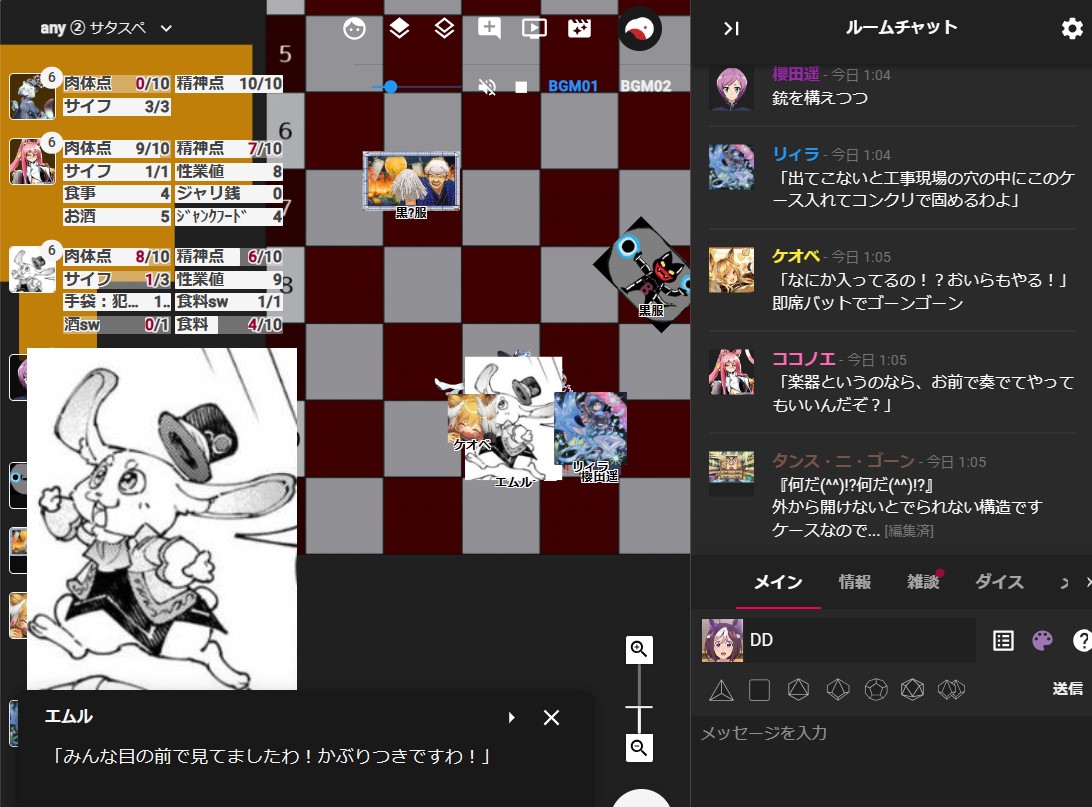 any ② サタスペ
6
肉体点 0/10 精神点 10/10
サイフ 3/3
6
肉体点 9/10 精神点 7/10
サイフ 1/1 性業値 8
食事 4 ジャリ銭 0
お酒 5 ｼﾞｬﾝｸﾌｰﾄﾞ 4
6
肉体点 8/10 精神点 6/10
サイフ 1/3 性業値 9
手袋：犯... 1.. 食料sw 1/1
酒sw 0/1 食料 4/10
5
6
7
8
BGM01 BGM02
黒?服
黒服
ケオベ
エムル
リィラ
櫻田遥
エムル
「みんな目の前で見てましたわ！かぶりつきですわ！」
ルームチャット
櫻田遥 - 今日 1:04
銃を構えつつ
リィラ - 今日 1:04
「出てこないと工事現場の穴の中にこのケ
ース入れてコンクリで固めるわよ」
ケオベ - 今日 1:05
「なにか入ってるの！？おいらもやる！」
即席バットでゴーンゴーン
ココノエ - 今日 1:05
「楽器というのなら、お前で奏でてやって
もいいんだぞ？」
タンス・ニ・ゴーン - 今日 1:05
『何だ(^^)!?何だ(^^)!?』
外から開けないとでられない構造です
ケースなので... [編集済]
メイン 情報 雑談 ダイス
DD
送信
メッセージを入力